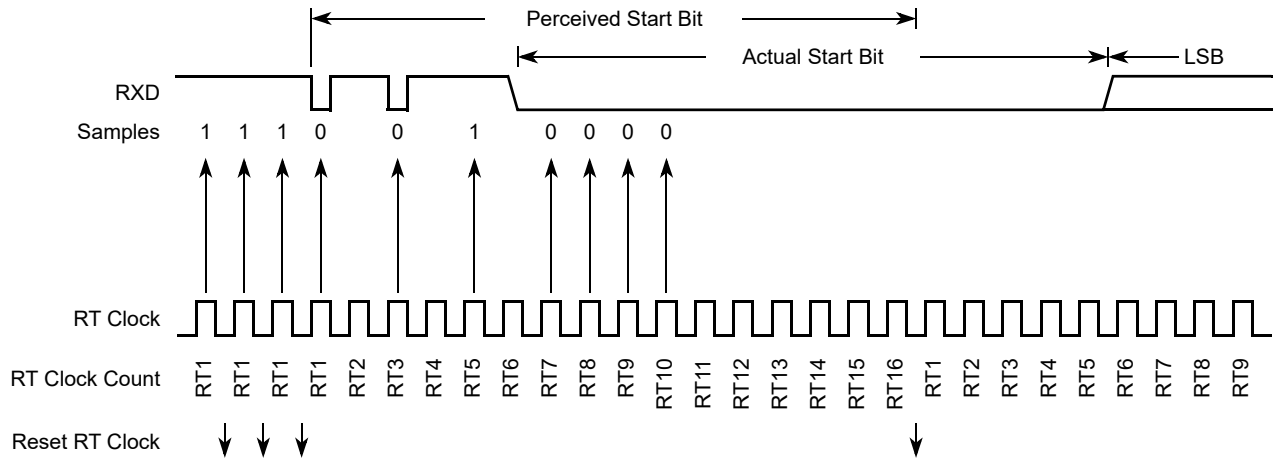 Perceived Start Bit
Actual Start Bit
LSB
RXD
Samples 1 1 1 0 0 1 0 0 0 0
RT Clock
RT Clock Count RT1 RT1 RT1 RT1 RT2 RT3 RT4 RT5 RT6 RT7 RT8 RT9 RT10 RT11 RT12 RT13 RT14 RT15 RT16 RT1 RT2 RT3 RT4 RT5 RT6 RT7 RT8 RT9
Reset RT Clock